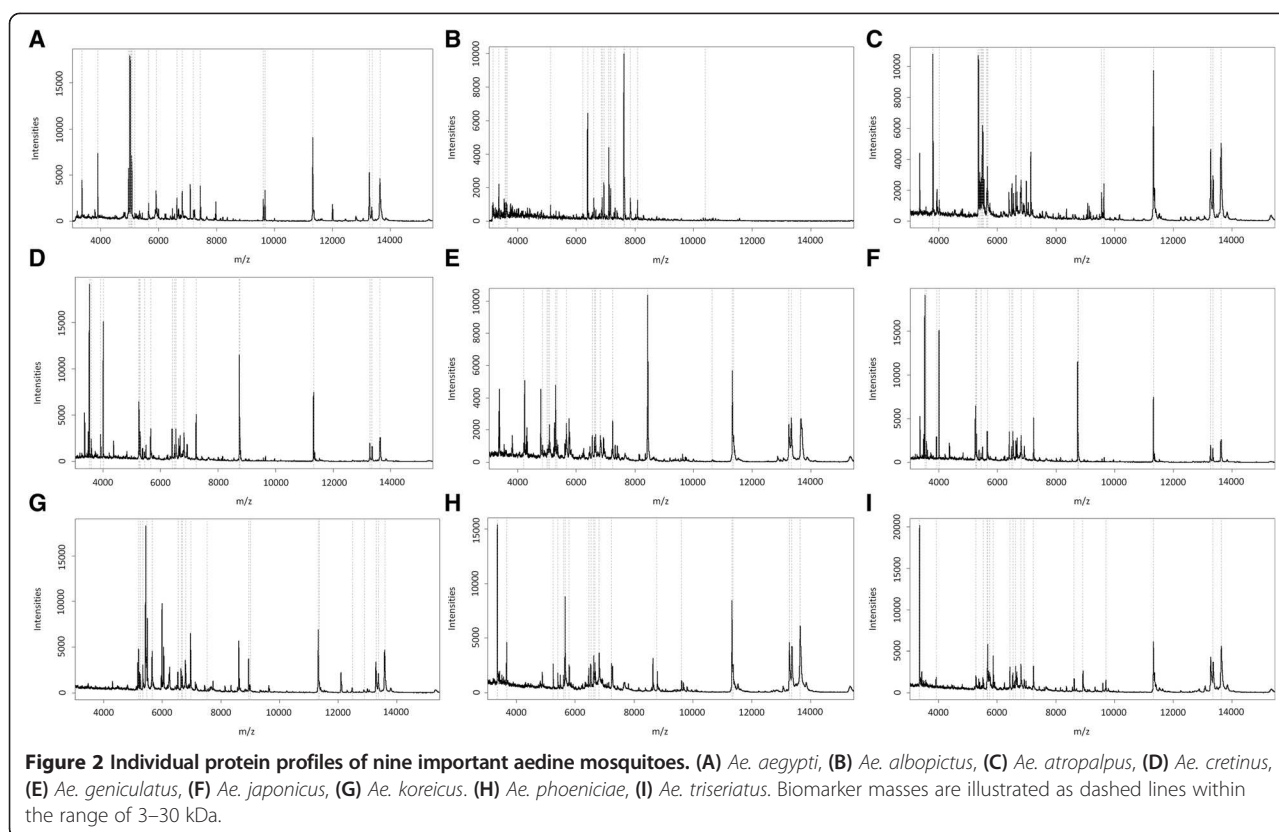 A
Intensities
0 5000 10000 15000
4000 6000 8000 10000 12000 14000
m/z
B
Intensities
0 2000 4000 6000 8000 10000
4000 6000 8000 10000 12000 14000
m/z
C
Intensities
0 2000 4000 6000 8000 10000
4000 6000 8000 10000 12000 14000
m/z
D
Intensities
0 5000 10000 15000
4000 6000 8000 10000 12000 14000
m/z
E
Intensities
0 2000 4000 6000 8000 10000
4000 6000 8000 10000 12000 14000
m/z
F
Intensities
0 5000 10000 15000
4000 6000 8000 10000 12000 14000
m/z
G
Intensities
0 5000 10000 15000
4000 6000 8000 10000 12000 14000
m/z
H
Intensities
0 5000 10000 15000
4000 6000 8000 10000 12000 14000
m/z
I
Intensities
0 5000 10000 15000 20000
4000 6000 8000 10000 12000 14000
m/z
Figure 2 Individual protein profiles of nine important aedine mosquitoes. (A) Ae. aegypti, (B) Ae. albopictus, (C) Ae. atropalpus, (D) Ae. cretinus,
(E) Ae. geniculatus, (F) Ae. japonicus, (G) Ae. koreicus. (H) Ae. phoeniciae, (I) Ae. triseriatus. Biomarker masses are illustrated as dashed lines within
the range of 3–30 kDa.